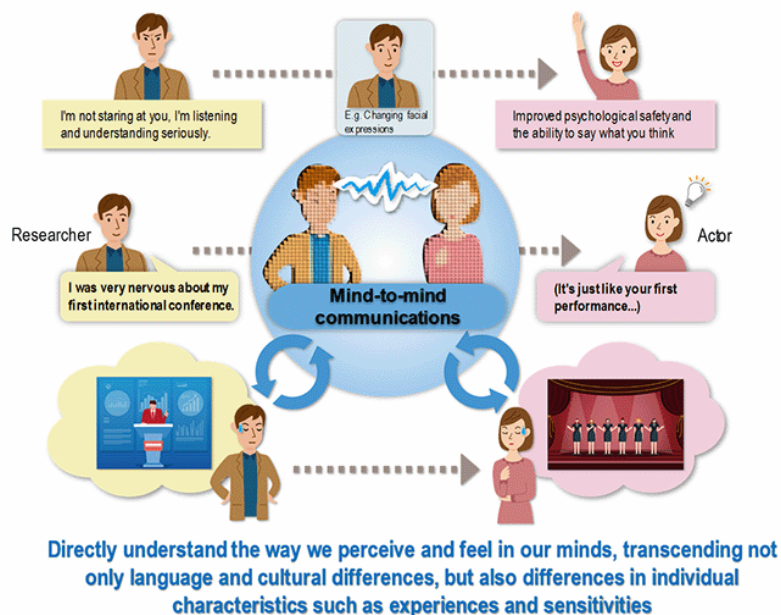 I'm not staring at you, I'm listening
and understanding seriously.
E.g. Changing facial
expressions
Improved psychological safety and
the ability to say what you think
Researcher
Actor
I was very nervous about my
first international conference.
Mind-to-mind
communications
(It's just like your first
performance...)
Directly understand the way we perceive and feel in our minds, transcending not
only language and cultural differences, but also differences in individual
characteristics such as experiences and sensitivities